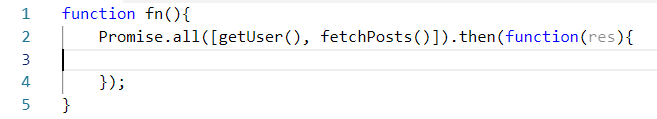 1 function fn(){
2     Promise.all([getUser(), fetchPosts()]).then(function(res){
3
4     });
5 }